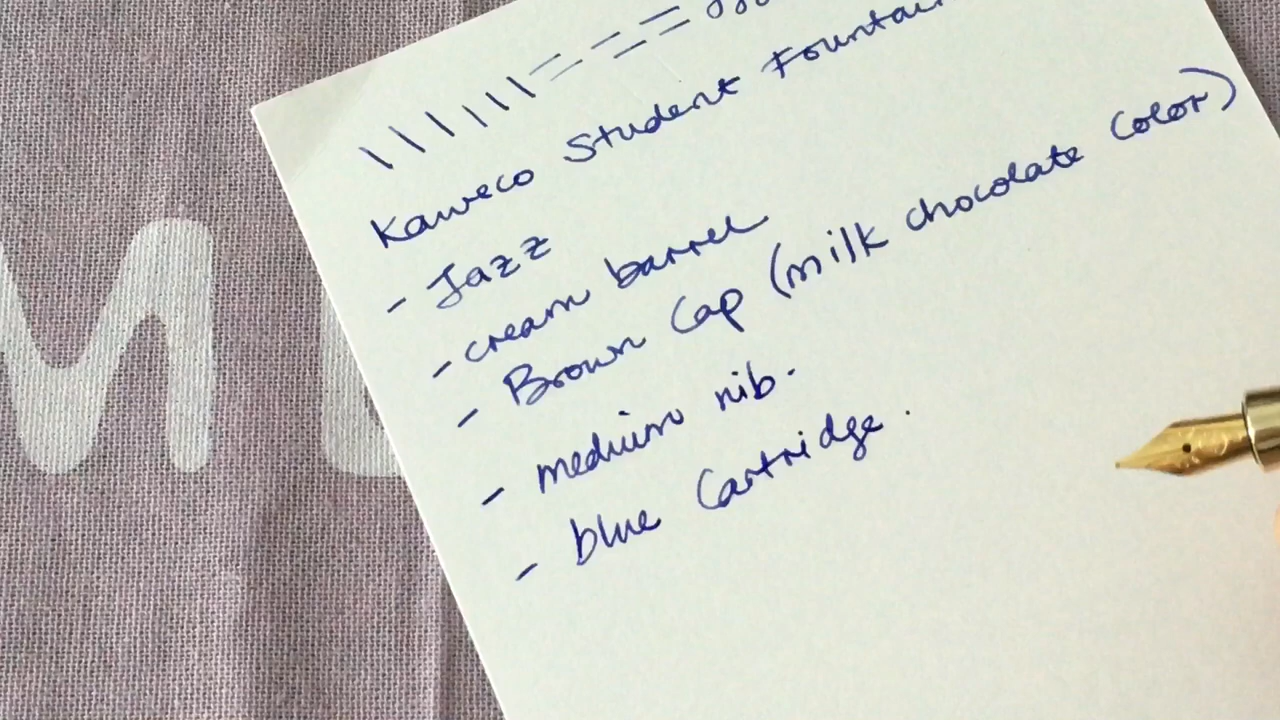 Kaweco Student Fountain
- Jazz
- cream barrel
- Brown Cap (milk chocolate color)
- medium nib.
- blue Cartridge.